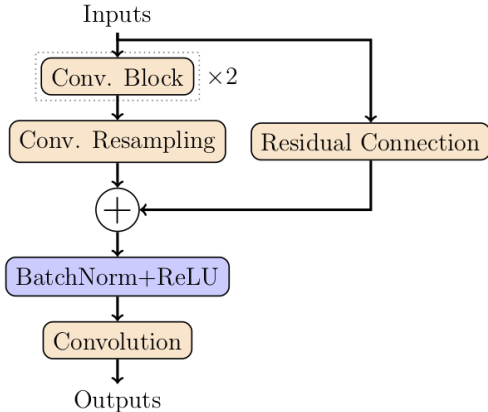 Inputs
Conv. Block ×2
Conv. Resampling
Residual Connection
+
BatchNorm+ReLU
Convolution
Outputs